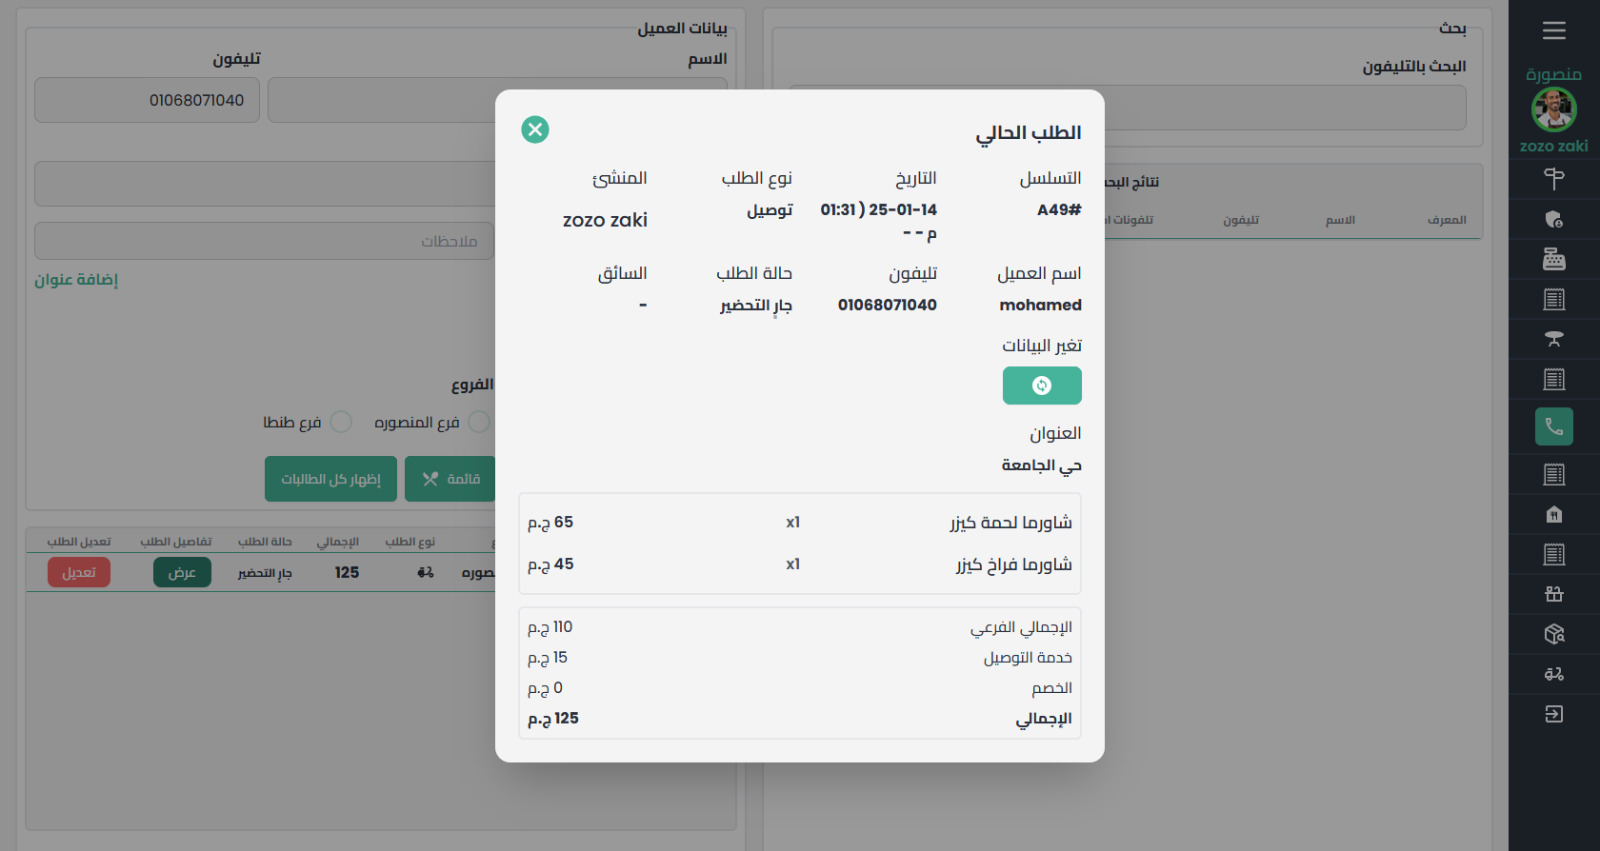 منصورة
zozo zaki
بحث
البحث بالتليفون
نتائج البحث
المعرف
الاسم
تليفون
تلفونات
بيانات العميل
الاسم
تليفون
01068071040
ملاحظات
إضافة عنوان
الفروع
فرع المنصوره
فرع طنطا
قائمة
إظهار كل الطالبات
نوع الطلب
الإجمالي
حالة الطلب
تفاصيل الطلب
تعديل الطلب
125
جارٍ التحضير
عرض
تعديل
الطلب الحالي
التسلسل
التاريخ
نوع الطلب
المنشئ
A49#
25-01-14 ( 01:31
م - -
توصيل
zozo zaki
اسم العميل
تليفون
حالة الطلب
السائق
mohamed
01068071040
جارٍ التحضير
-
تغير البيانات
العنوان
حي الجامعة
شاورما لحمة كيزر x1 65 ج.م
شاورما فراخ كيزر x1 45 ج.م
الإجمالي الفرعي 110 ج.م
خدمة التوصيل 15 ج.م
الخصم 0 ج.م
الإجمالي 125 ج.م